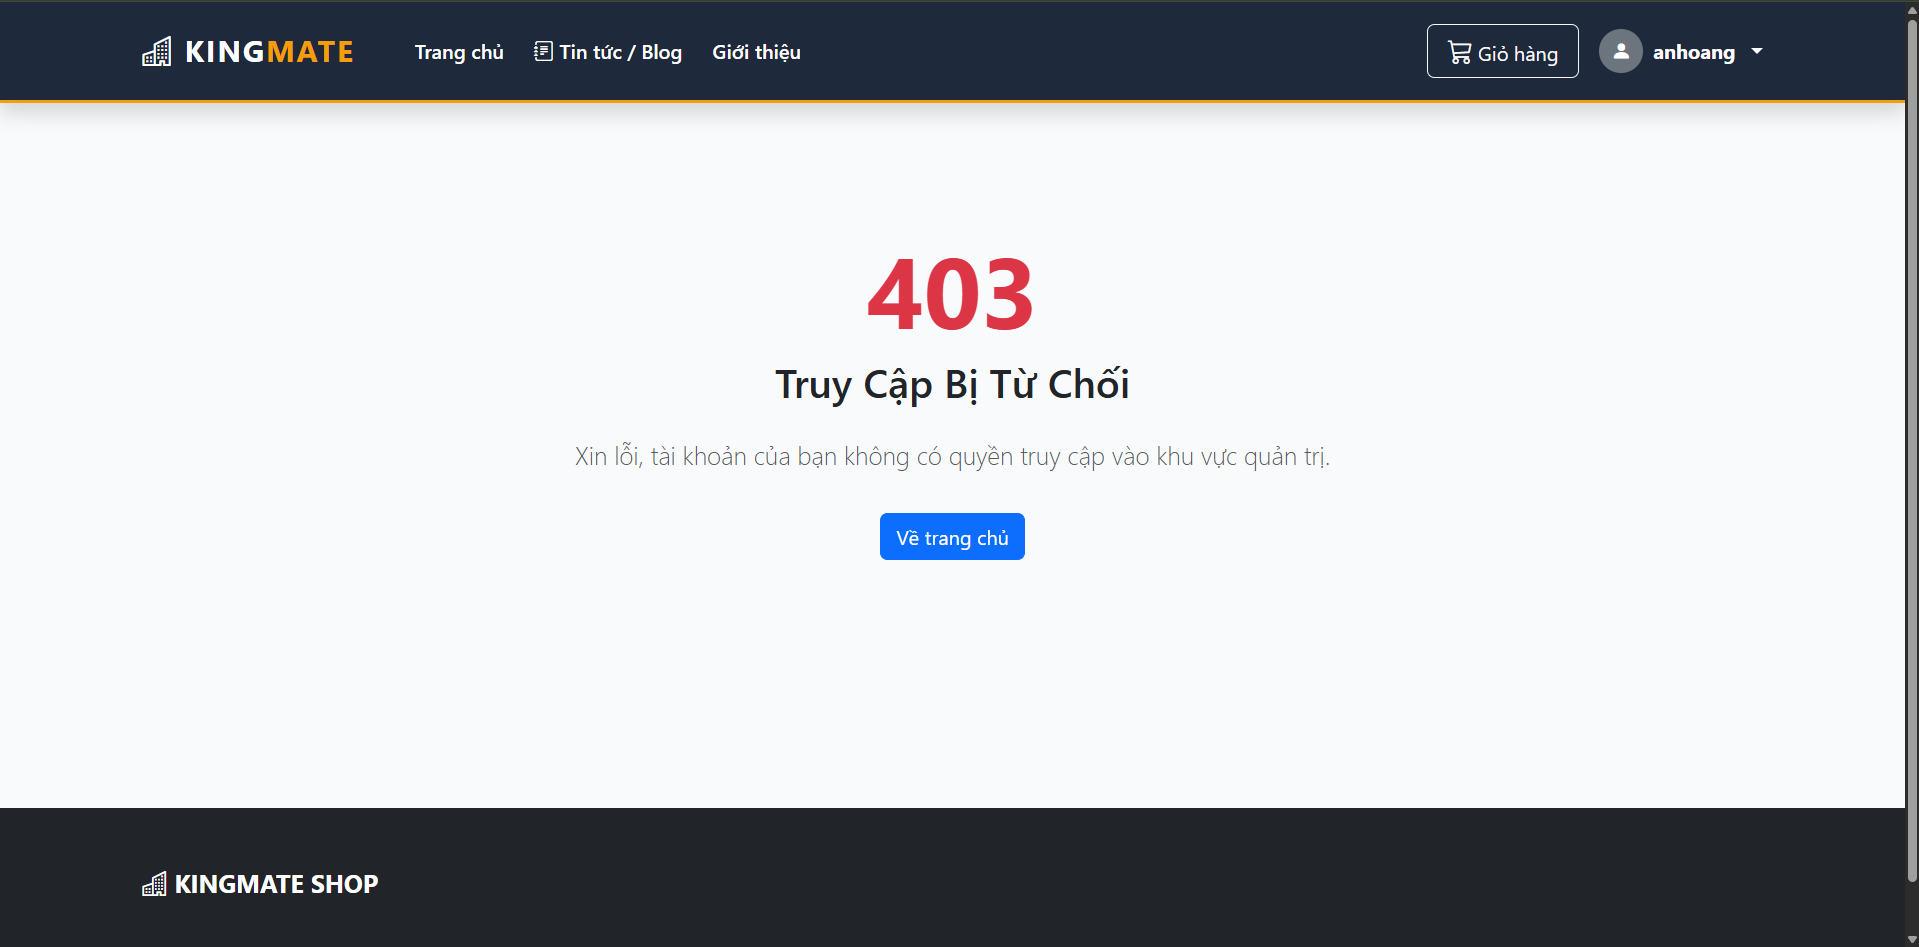 KINGMATE
Trang chủ
Tin tức / Blog
Giới thiệu
Giỏ hàng
anhoang
403
Truy Cập Bị Từ Chối
Xin lỗi, tài khoản của bạn không có quyền truy cập vào khu vực quản trị.
Về trang chủ
KINGMATE SHOP